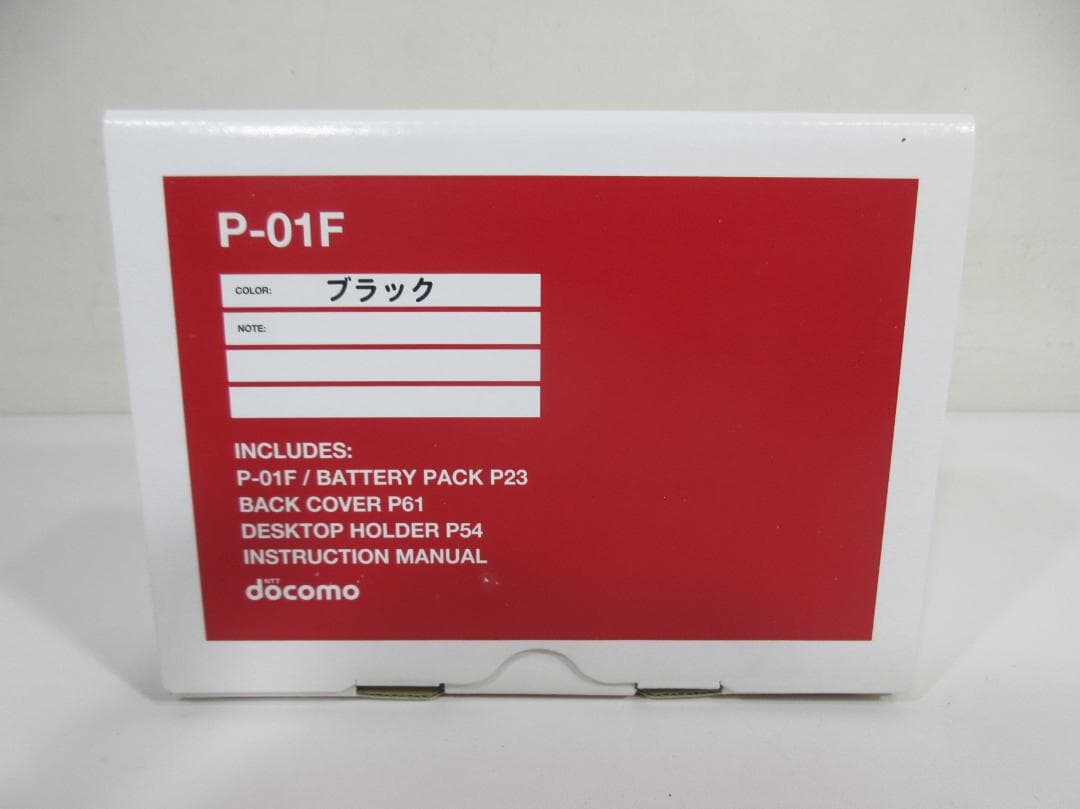 P-01F
COLOR: ブラック
NOTE:
INCLUDES:
P-01F / BATTERY PACK P23
BACK COVER P61
DESKTOP HOLDER P54
INSTRUCTION MANUAL
NTT
docomo